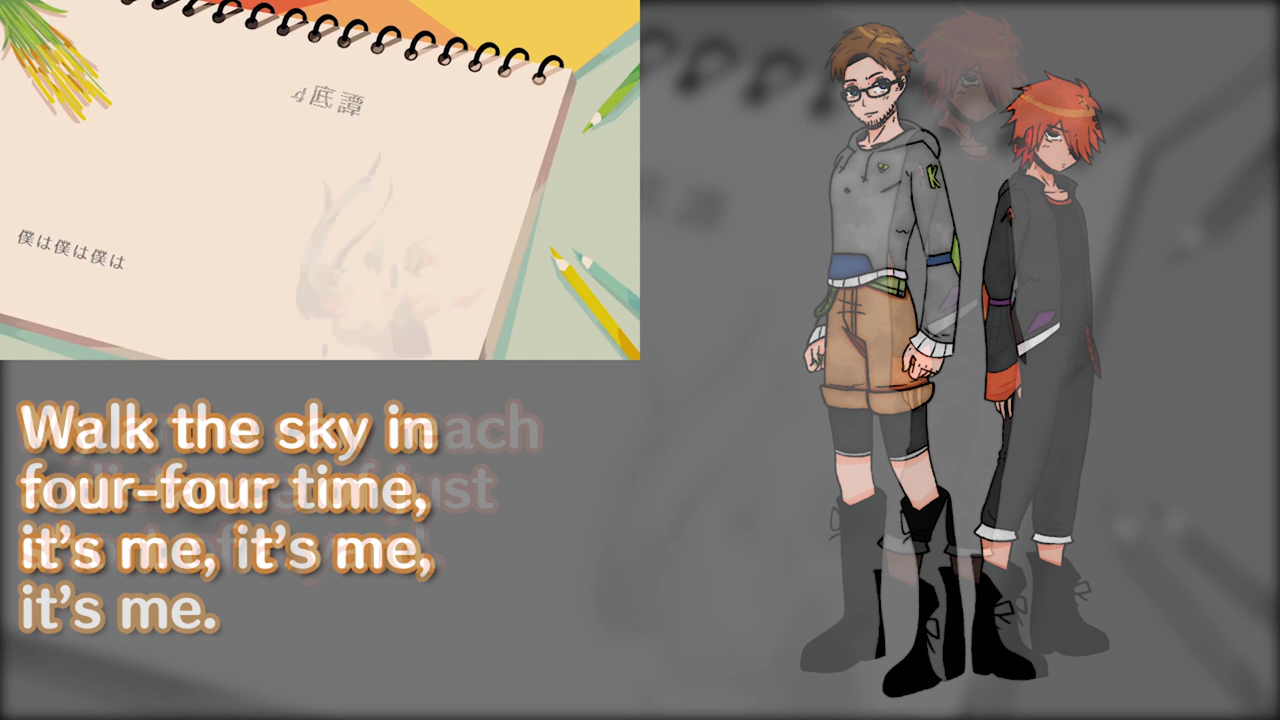 底譚
僕は僕は僕は
Walk the sky in
four-four time,
it's me, it's me,
it's me.
K